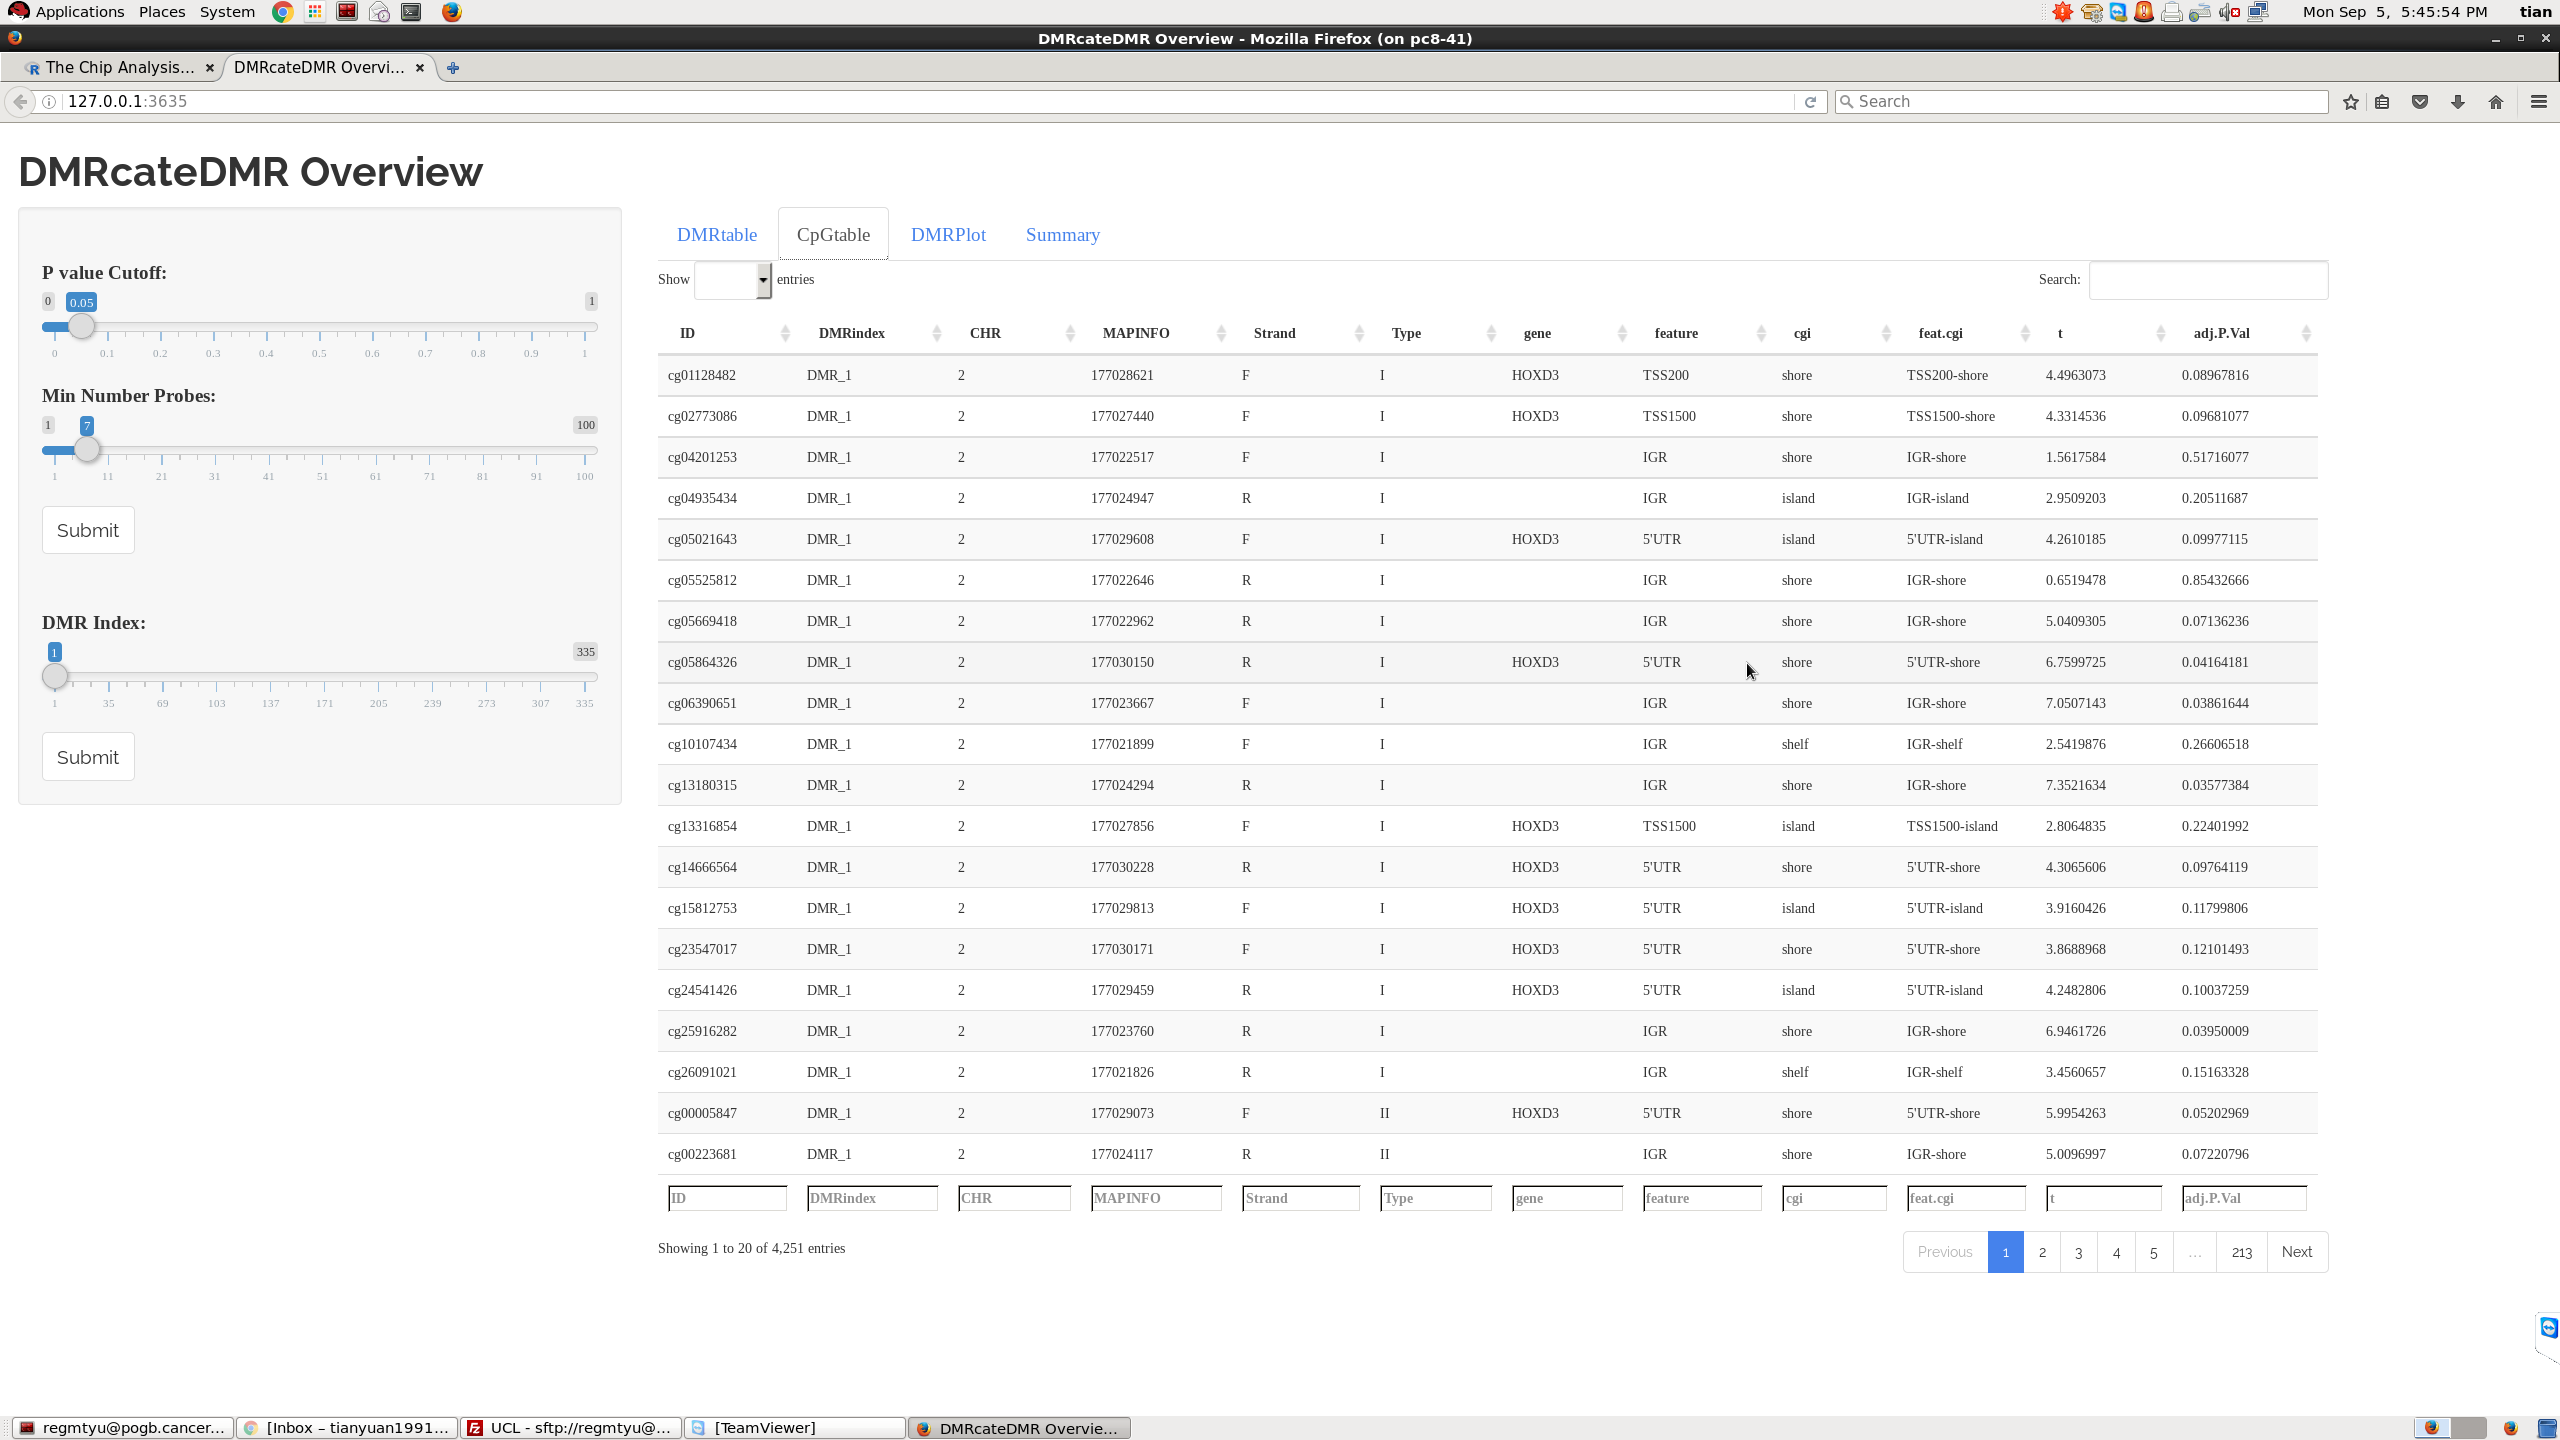 Applications Places System Mon Sep 5, 5:45:54 PM tian
DMRcateDMR Overview - Mozilla Firefox (on pc8-41)
The Chip Analysis... DMRcateDMR Overvi...
127.0.0.1:3635 Search
DMRcateDMR Overview
DMRtable CpGtable DMRPlot Summary
P value Cutoff:
0 0.05 1
0 0.1 0.2 0.3 0.4 0.5 0.6 0.7 0.8 0.9 1
Min Number Probes:
1 7 100
1 11 21 31 41 51 61 71 81 91 100
Submit
DMR Index:
1 335
1 35 69 103 137 171 205 239 273 307 335
Submit
Show entries Search:
ID DMRindex CHR MAPINFO Strand Type gene feature cgi feat.cgi t adj.P.Val
cg01128482 DMR_1 2 177028621 F I HOXD3 TSS200 shore TSS200-shore 4.4963073 0.08967816
cg02773086 DMR_1 2 177027440 F I HOXD3 TSS1500 shore TSS1500-shore 4.3314536 0.09681077
cg04201253 DMR_1 2 177022517 F I IGR shore IGR-shore 1.5617584 0.51716077
cg04935434 DMR_1 2 177024947 R I IGR island IGR-island 2.9509203 0.20511687
cg05021643 DMR_1 2 177029608 F I HOXD3 5'UTR island 5'UTR-island 4.2610185 0.09977115
cg05525812 DMR_1 2 177022646 R I IGR shore IGR-shore 0.6519478 0.85432666
cg05669418 DMR_1 2 177022962 R I IGR shore IGR-shore 5.0409305 0.07136236
cg05864326 DMR_1 2 177030150 R I HOXD3 5'UTR shore 5'UTR-shore 6.7599725 0.04164181
cg06390651 DMR_1 2 177023667 F I IGR shore IGR-shore 7.0507143 0.03861644
cg10107434 DMR_1 2 177021899 F I IGR shelf IGR-shelf 2.5419876 0.26606518
cg13180315 DMR_1 2 177024294 R I IGR shore IGR-shore 7.3521634 0.03577384
cg13316854 DMR_1 2 177027856 F I HOXD3 TSS1500 island TSS1500-island 2.8064835 0.22401992
cg14666564 DMR_1 2 177030228 R I HOXD3 5'UTR shore 5'UTR-shore 4.3065606 0.09764119
cg15812753 DMR_1 2 177029813 F I HOXD3 5'UTR island 5'UTR-island 3.9160426 0.11799806
cg23547017 DMR_1 2 177030171 F I HOXD3 5'UTR shore 5'UTR-shore 3.8688968 0.12101493
cg24541426 DMR_1 2 177029459 R I HOXD3 5'UTR island 5'UTR-island 4.2482806 0.10037259
cg25916282 DMR_1 2 177023760 R I IGR shore IGR-shore 6.9461726 0.03950009
cg26091021 DMR_1 2 177021826 R I IGR shelf IGR-shelf 3.4560657 0.15163328
cg00005847 DMR_1 2 177029073 F II HOXD3 5'UTR shore 5'UTR-shore 5.9954263 0.05202969
cg00223681 DMR_1 2 177024117 R II IGR shore IGR-shore 5.0096997 0.07220796
ID DMRindex CHR MAPINFO Strand Type gene feature cgi feat.cgi t adj.P.Val
Showing 1 to 20 of 4,251 entries Previous 1 2 3 4 5 ... 213 Next
regmtyu@pogb.cancer... [Inbox – tianyuan1991... UCL - sftp://regmtyu@... [TeamViewer] DMRcateDMR Overvie...